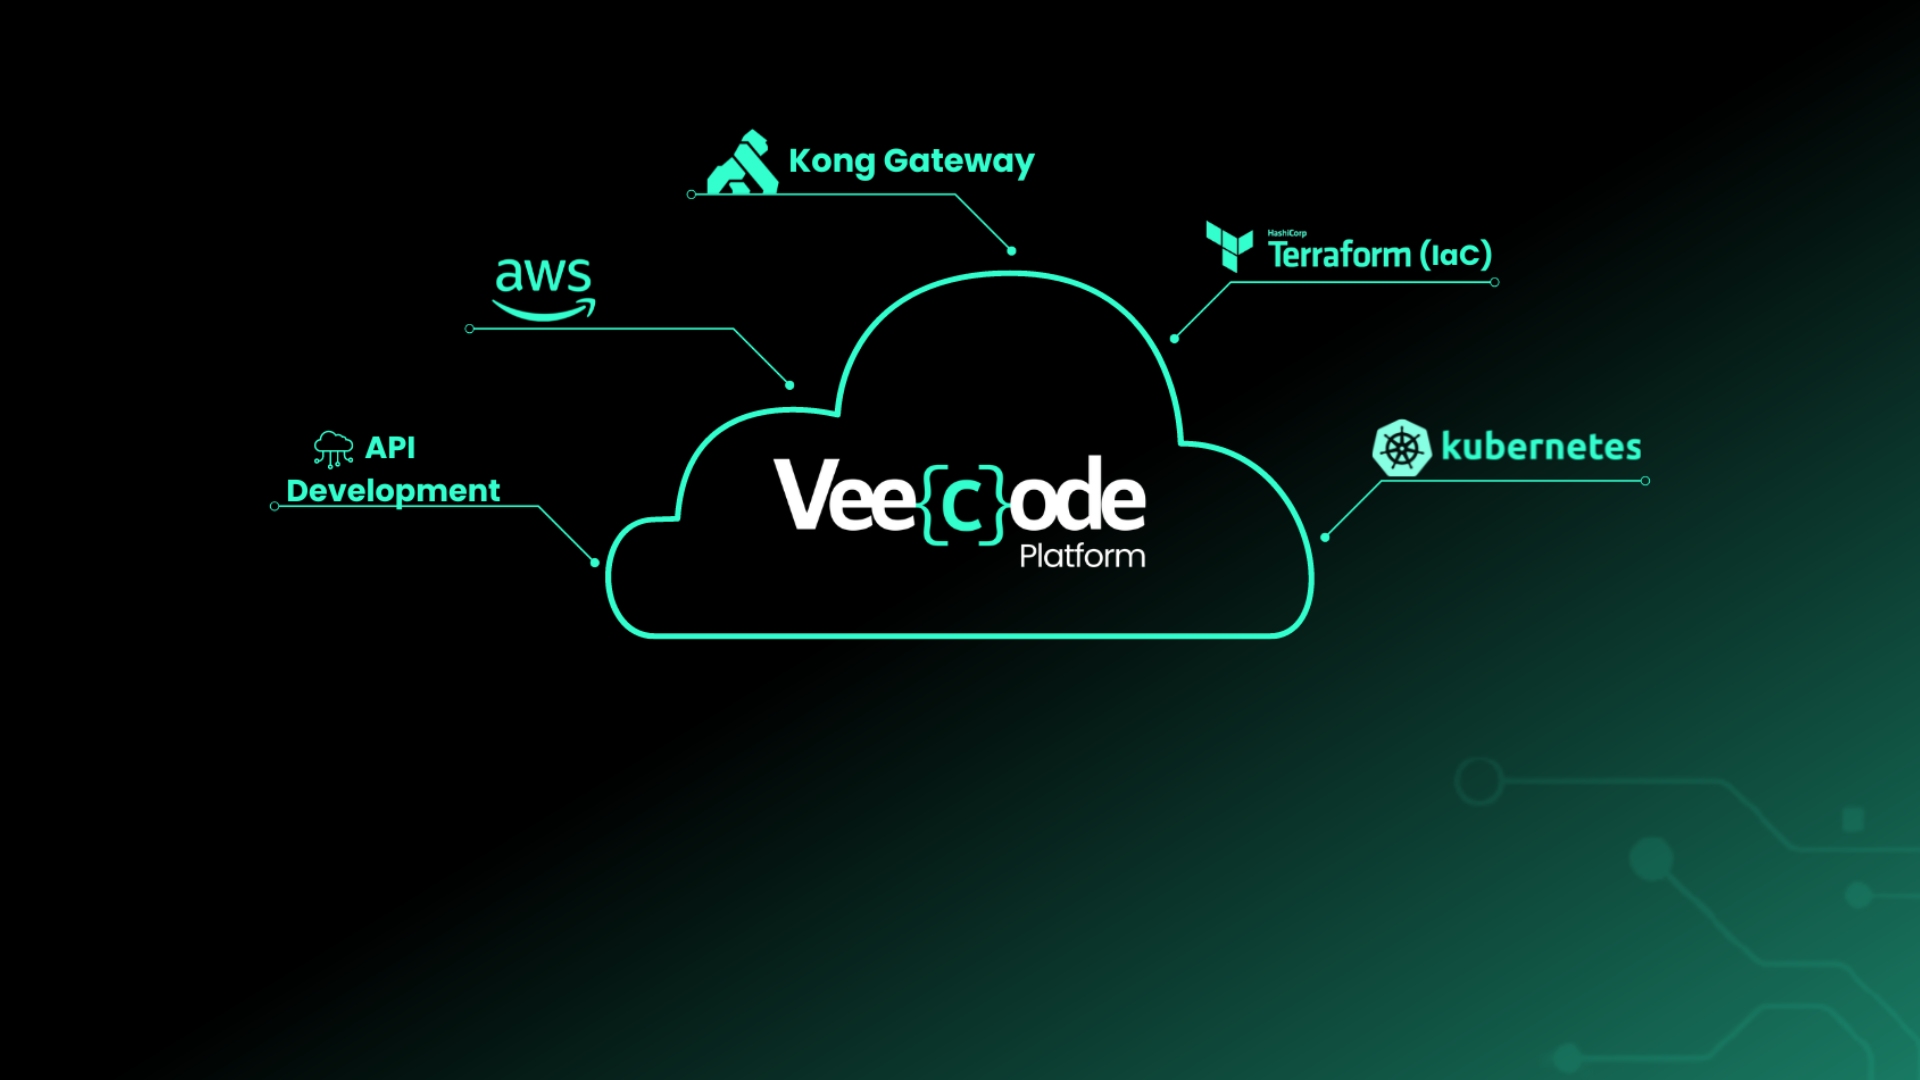 Kong Gateway
HashiCorp
Terraform (IaC)
aws
API
Development
kubernetes
Vee{c}ode
Platform